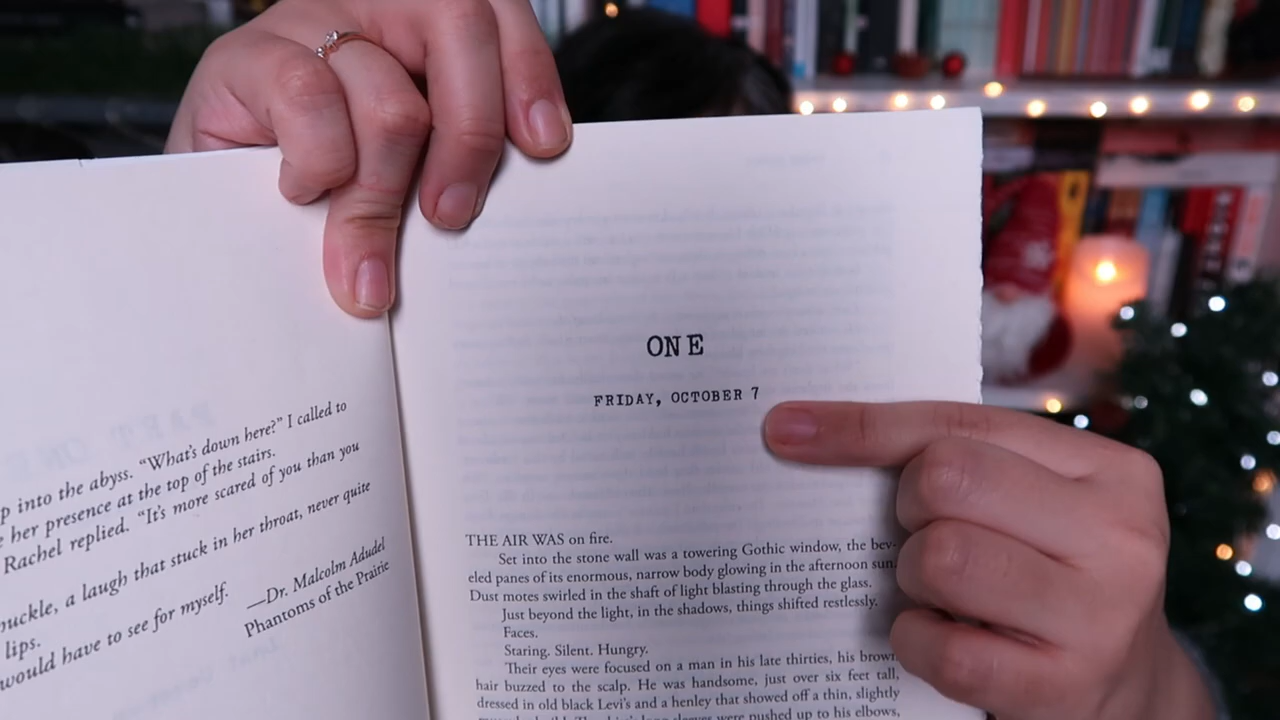 p into the abyss. “What’s down here?” I called to
her presence at the top of the stairs.
Rachel replied. “It’s more scared of you than you
uckle, a laugh that stuck in her throat, never quite
lips.
would have to see for myself.
—Dr. Malcolm Adudel
Phantoms of the Prairie
ONE
FRIDAY, OCTOBER 7
THE AIR WAS on fire.
Set into the stone wall was a towering Gothic window, the bev-
eled panes of its enormous, narrow body glowing in the afternoon sun.
Dust motes swirled in the shaft of light blasting through the glass.
Just beyond the light, in the shadows, things shifted restlessly.
Faces.
Staring. Silent. Hungry.
Their eyes were focused on a man in his late thirties, his brown
hair buzzed to the scalp. He was handsome, just over six feet tall,
dressed in old black Levi’s and a henley that showed off a thin, slightly
were pushed up to his elbows,